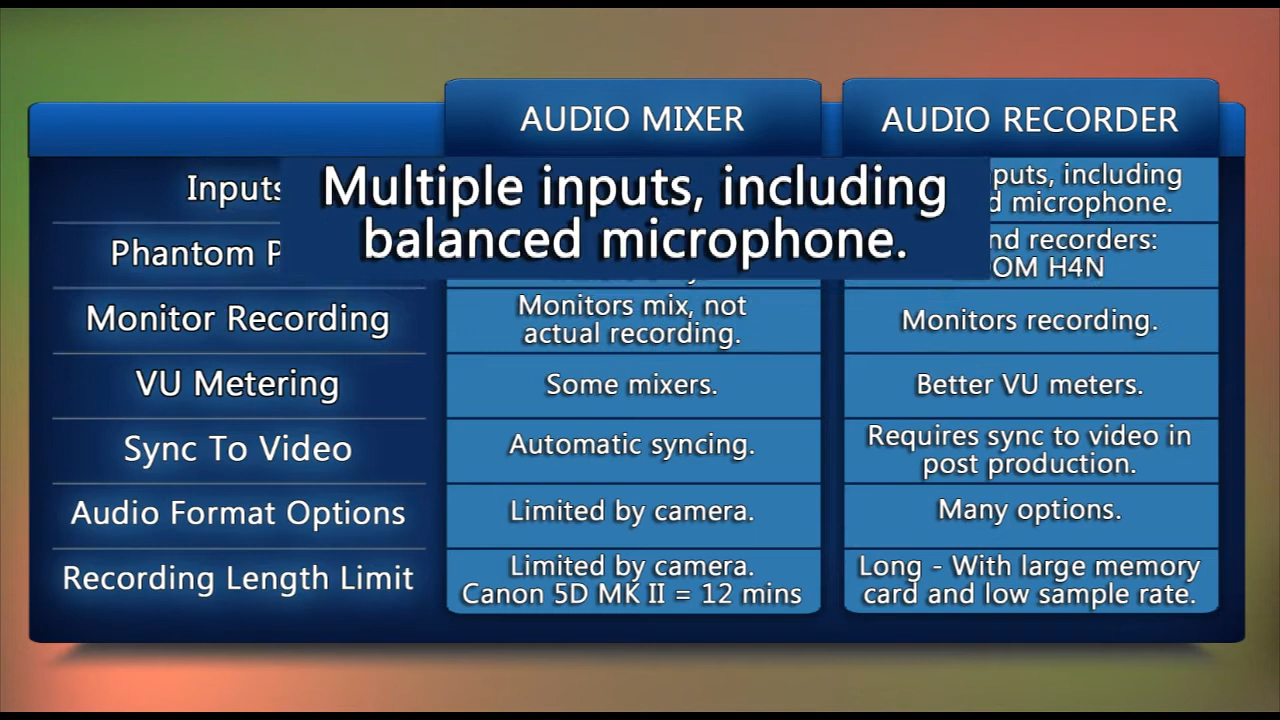 AUDIO MIXER
AUDIO RECORDER
Inputs
Multiple inputs, including
balanced microphone.
puts, including
d microphone.
Phantom P
nd recorders:
OM H4N
Monitor Recording
Monitors mix, not
actual recording.
Monitors recording.
VU Metering
Some mixers.
Better VU meters.
Sync To Video
Automatic syncing.
Requires sync to video in
post production.
Audio Format Options
Limited by camera.
Many options.
Recording Length Limit
Limited by camera.
Canon 5D MK II = 12 mins
Long - With large memory
card and low sample rate.